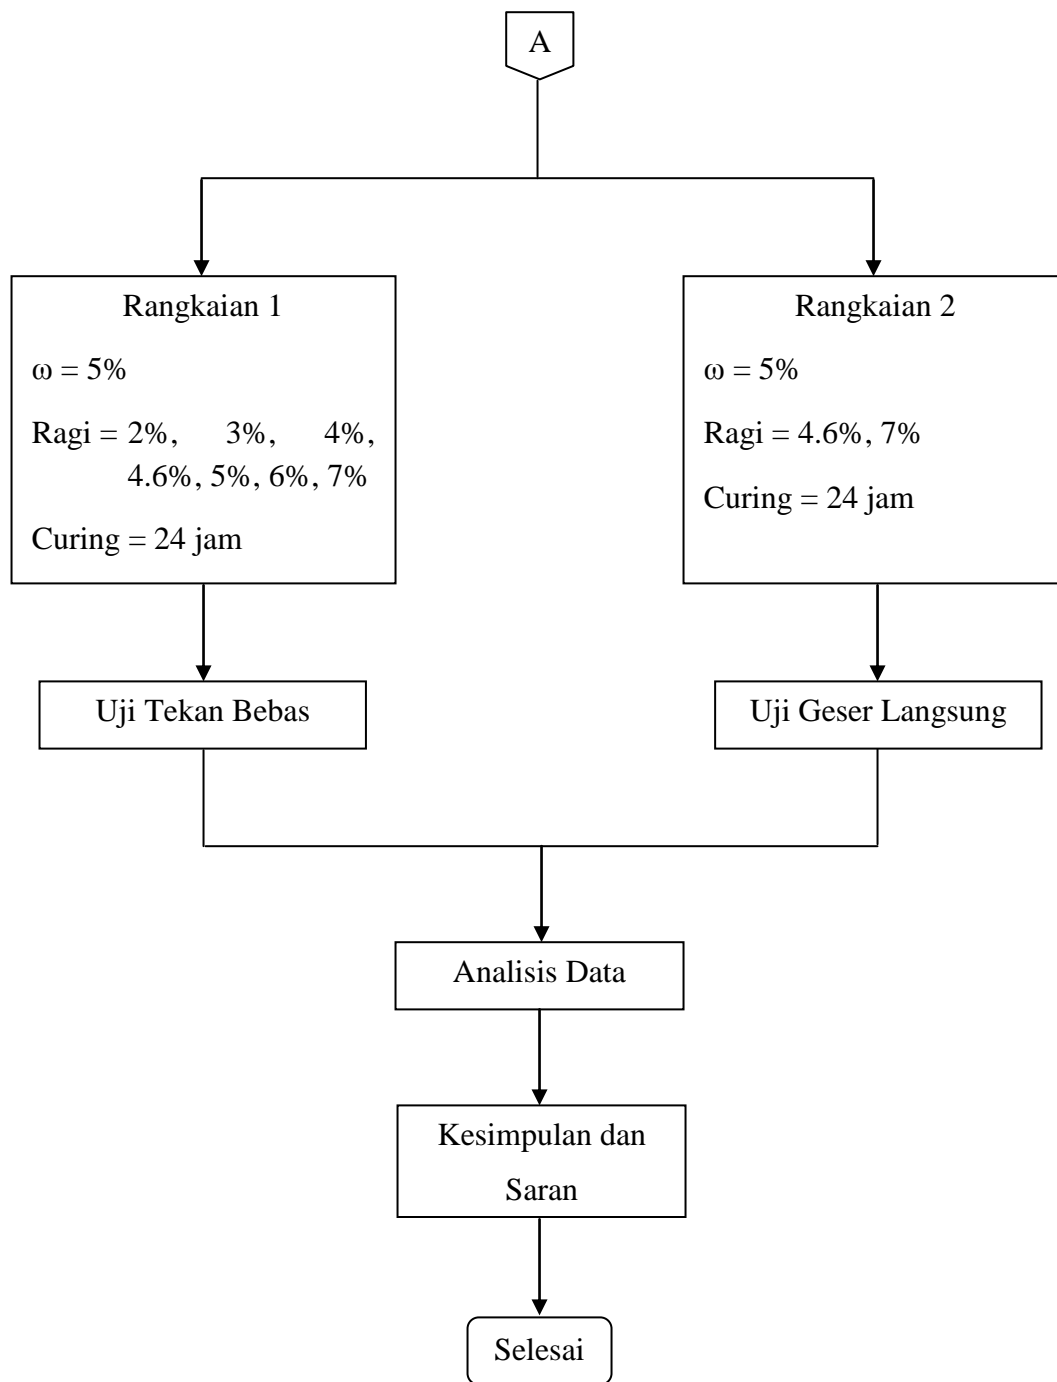 A
Rangkaian 1
ω = 5%
Ragi = 2%, 3%, 4%,
4.6%, 5%, 6%, 7%
Curing = 24 jam
Rangkaian 2
ω = 5%
Ragi = 4.6%, 7%
Curing = 24 jam
Uji Tekan Bebas
Uji Geser Langsung
Analisis Data
Kesimpulan dan
Saran
Selesai